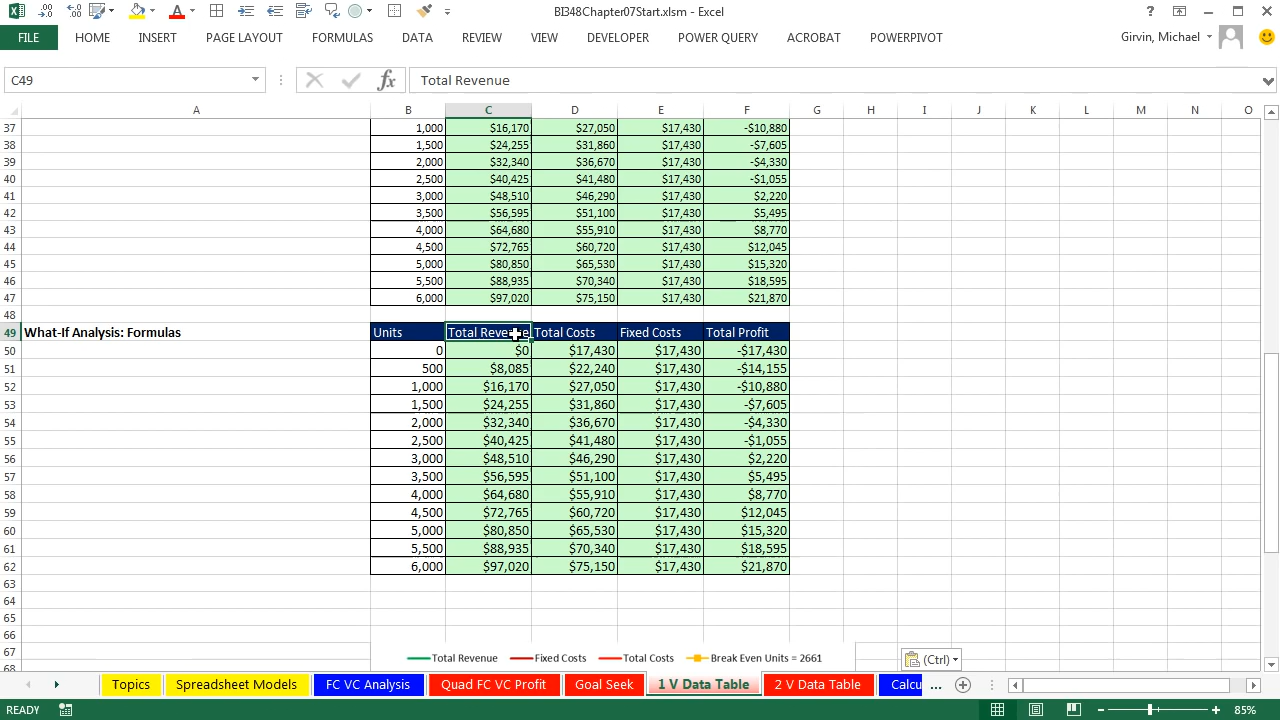 BI348Chapter07Start.xlsm - Excel
FILE HOME INSERT PAGE LAYOUT FORMULAS DATA REVIEW VIEW DEVELOPER POWER QUERY ACROBAT POWERPIVOT Girvin, Michael
C49 fx Total Revenue
A B C D E F G H I J K L M N O
37 1,000 $16,170 $27,050 $17,430 -$10,880
38 1,500 $24,255 $31,860 $17,430 -$7,605
39 2,000 $32,340 $36,670 $17,430 -$4,330
40 2,500 $40,425 $41,480 $17,430 -$1,055
41 3,000 $48,510 $46,290 $17,430 $2,220
42 3,500 $56,595 $51,100 $17,430 $5,495
43 4,000 $64,680 $55,910 $17,430 $8,770
44 4,500 $72,765 $60,720 $17,430 $12,045
45 5,000 $80,850 $65,530 $17,430 $15,320
46 5,500 $88,935 $70,340 $17,430 $18,595
47 6,000 $97,020 $75,150 $17,430 $21,870
48
49 What-If Analysis: Formulas Units Total Revenue Total Costs Fixed Costs Total Profit
50 0 $0 $17,430 $17,430 -$17,430
51 500 $8,085 $22,240 $17,430 -$14,155
52 1,000 $16,170 $27,050 $17,430 -$10,880
53 1,500 $24,255 $31,860 $17,430 -$7,605
54 2,000 $32,340 $36,670 $17,430 -$4,330
55 2,500 $40,425 $41,480 $17,430 -$1,055
56 3,000 $48,510 $46,290 $17,430 $2,220
57 3,500 $56,595 $51,100 $17,430 $5,495
58 4,000 $64,680 $55,910 $17,430 $8,770
59 4,500 $72,765 $60,720 $17,430 $12,045
60 5,000 $80,850 $65,530 $17,430 $15,320
61 5,500 $88,935 $70,340 $17,430 $18,595
62 6,000 $97,020 $75,150 $17,430 $21,870
63
64
65
66
67 Total Revenue Fixed Costs Total Costs Break Even Units = 2661 (Ctrl)
68
Topics Spreadsheet Models FC VC Analysis Quad FC VC Profit Goal Seek 1 V Data Table 2 V Data Table Calcu ...
READY 85%